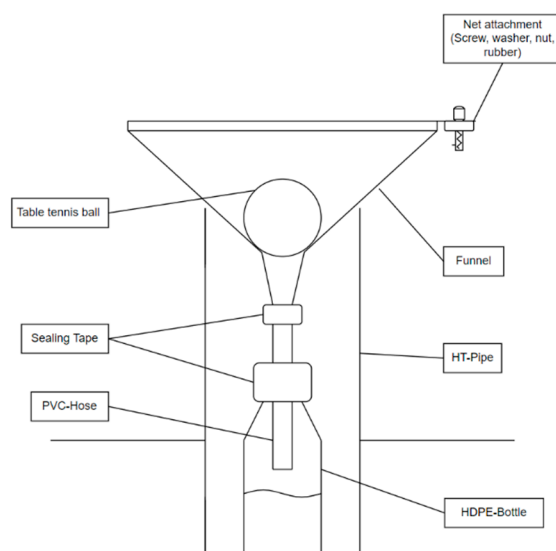 Net attachment
(Screw, washer, nut,
rubber)
Table tennis ball
Funnel
Sealing Tape
HT-Pipe
PVC-Hose
HDPE-Bottle